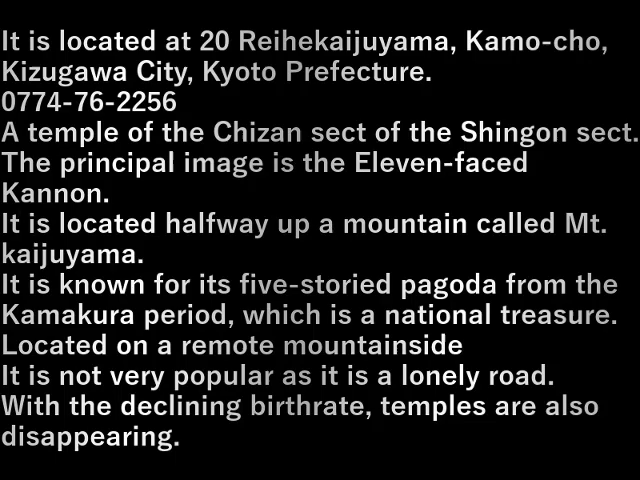 It is located at 20 Reihekaijuyama, Kamo-cho,
Kizugawa City, Kyoto Prefecture.
0774-76-2256
A temple of the Chizan sect of the Shingon sect.
The principal image is the Eleven-faced
Kannon.
It is located halfway up a mountain called Mt.
kaijuyama.
It is known for its five-storied pagoda from the
Kamakura period, which is a national treasure.
Located on a remote mountainside
It is not very popular as it is a lonely road.
With the declining birthrate, temples are also
disappearing.